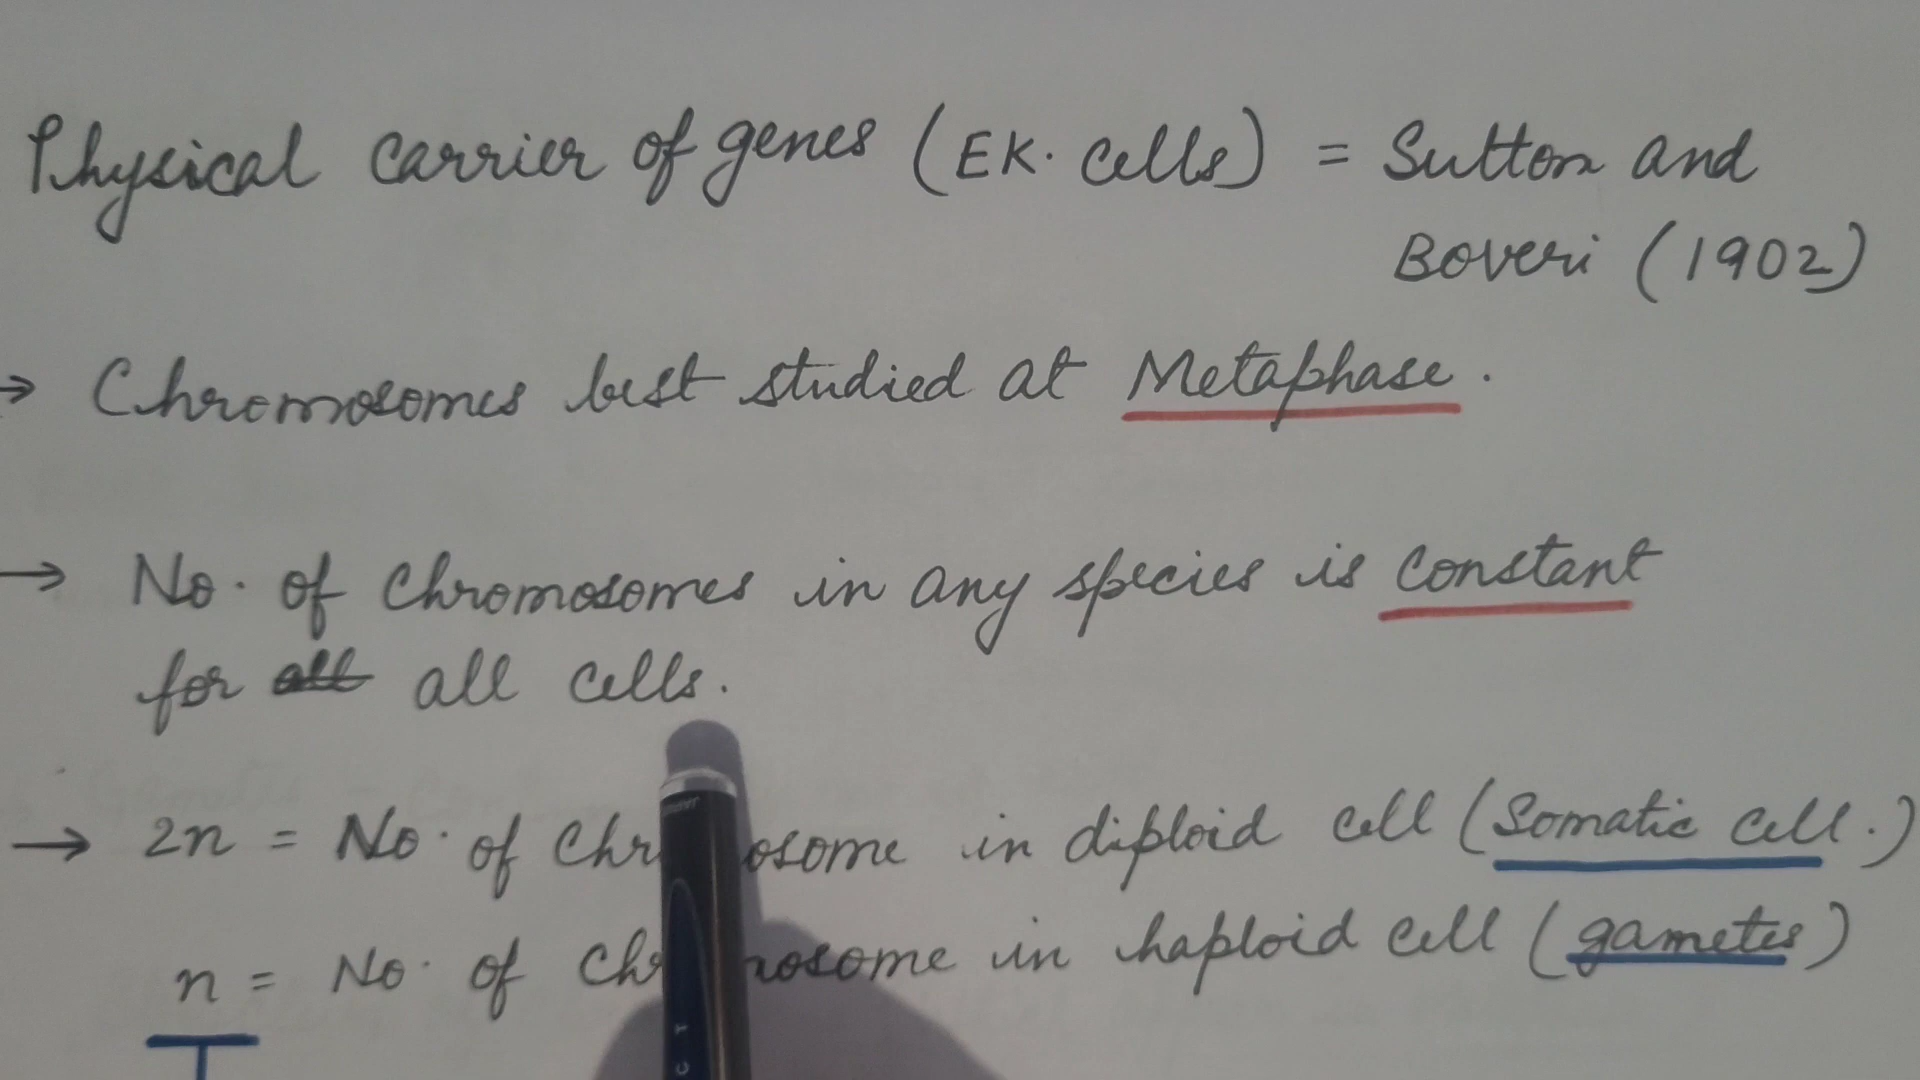 Physical carrier of genes (EK. cells) = Sutton and
Boveri (1902)
→ Chromosomes best studied at Metaphase.
→ No. of Chromosomes in any species is constant
for all all cells.
→ 2n = No. of Chr osome in diploid cell (Somatic cell.)
n = No. of Ch osome in haploid cell (gametes)